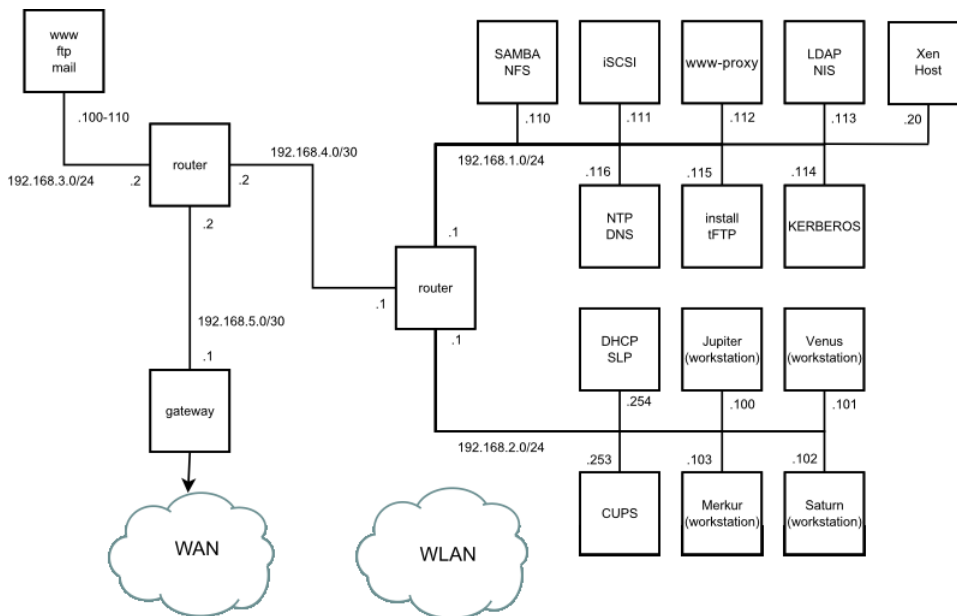 www
ftp
mail
SAMBA
NFS
iSCSI
www-proxy
LDAP
NIS
Xen
Host
.100-110
.110
.111
.112
.113
.20
192.168.4.0/30
192.168.1.0/24
router
192.168.3.0/24
.2
.2
.2
.116
.115
.114
NTP
DNS
install
tFTP
KERBEROS
.1
router
.1
.1
192.168.5.0/30
.1
gateway
DHCP
SLP
Jupiter
(workstation)
Venus
(workstation)
.254
.100
.101
192.168.2.0/24
.253
.103
.102
CUPS
Merkur
(workstation)
Saturn
(workstation)
WAN
WLAN